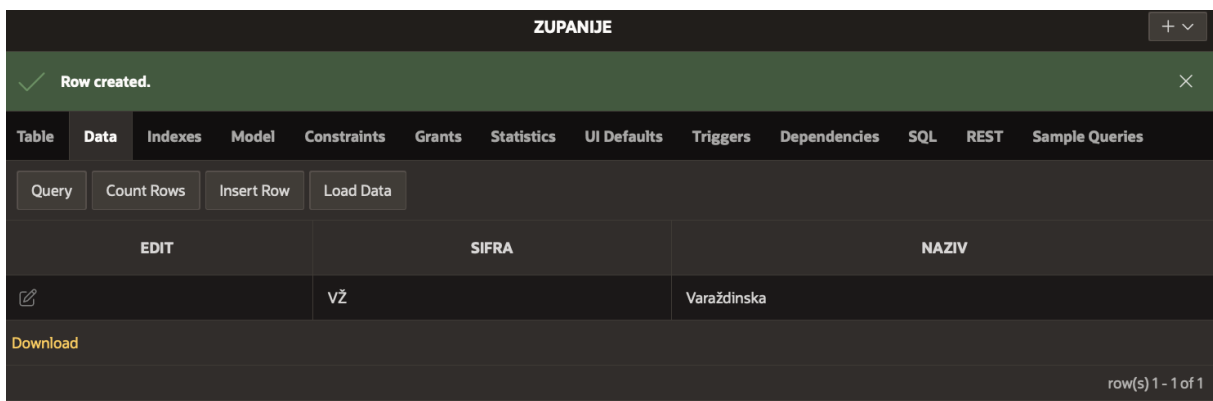 ZUPANIJE
Row created.
Table Data Indexes Model Constraints Grants Statistics UI Defaults Triggers Dependencies SQL REST Sample Queries
Query Count Rows Insert Row Load Data
EDIT SIFRA NAZIV
VŽ Varaždinska
Download
row(s) 1 - 1 of 1